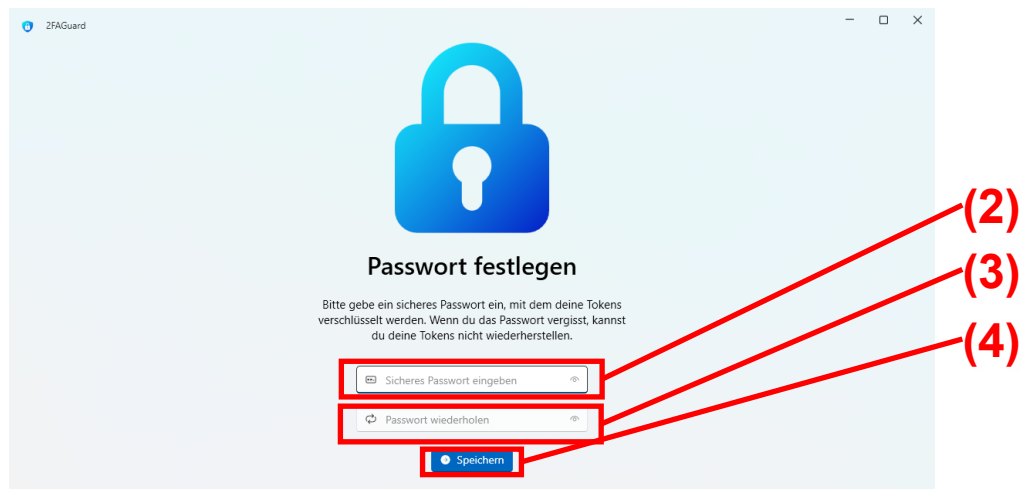 2FAGuard
(2)
(3)
Passwort festlegen
Bitte gebe ein sicheres Passwort ein, mit dem deine Tokens
verschlüsselt werden. Wenn du das Passwort vergisst, kannst
du deine Tokens nicht wiederherstellen.
(4)
Sicheres Passwort eingeben
Passwort wiederholen
Speichern